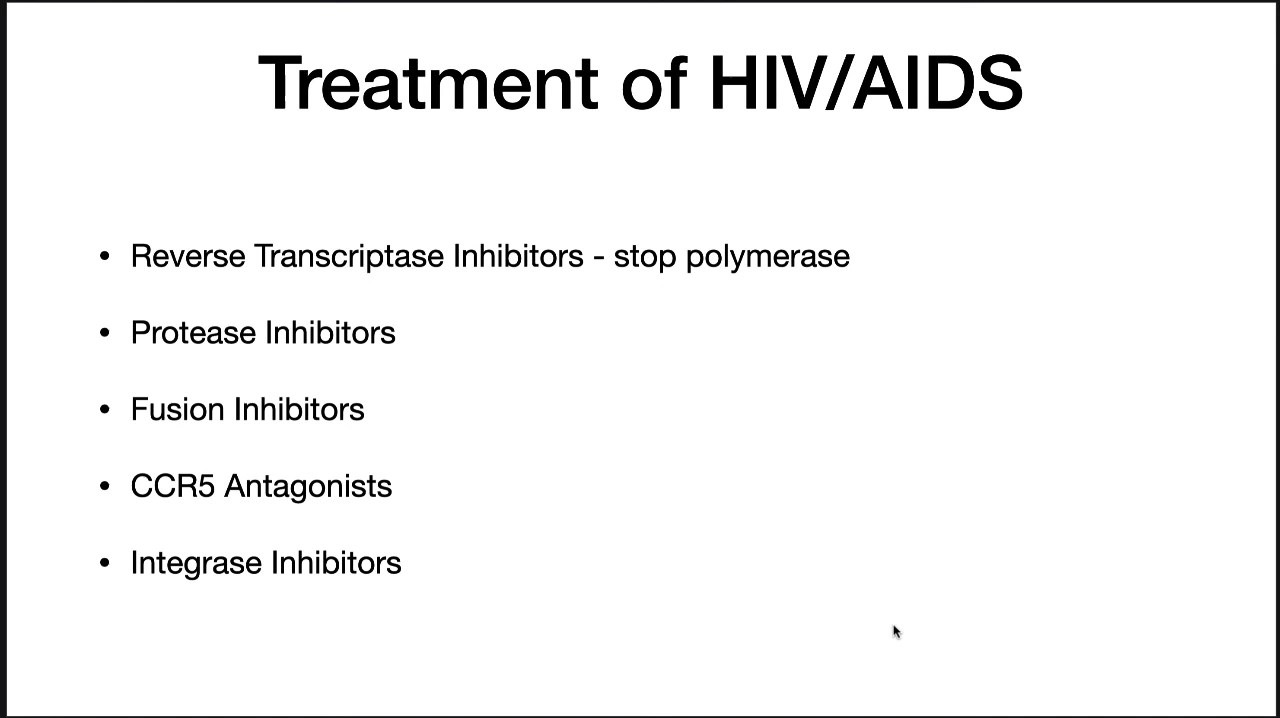 Treatment of HIV/AIDS
• Reverse Transcriptase Inhibitors - stop polymerase
• Protease Inhibitors
• Fusion Inhibitors
• CCR5 Antagonists
• Integrase Inhibitors